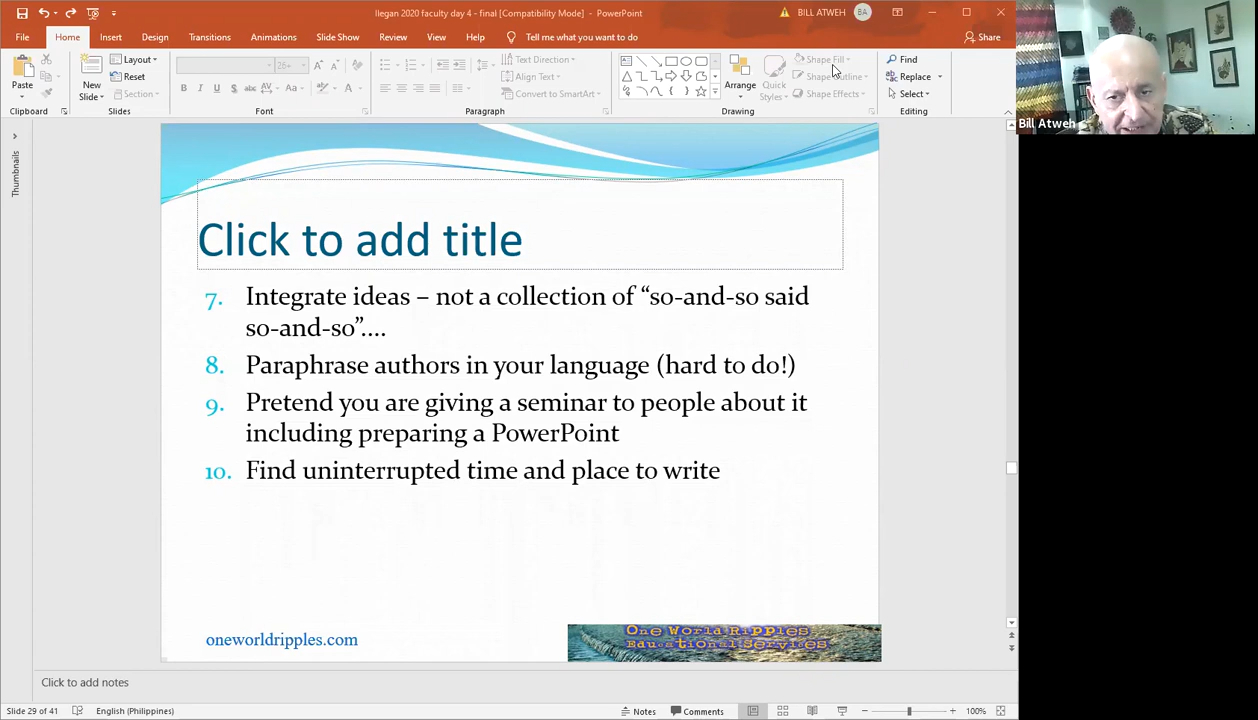 Ilegan 2020 faculty day 4 - final [Compatibility Mode] - PowerPoint
BILL ATWEH
BA
File
Home
Insert
Design
Transitions
Animations
Slide Show
Review
View
Help
Tell me what you want to do
Share
Paste
Clipboard
New Slide
Layout
Reset
Section
Slides
26+
B I U S abc AV Aa A
Font
Text Direction
Align Text
Convert to SmartArt
Paragraph
Arrange
Quick Styles
Shape Fill
Shape Outline
Shape Effects
Drawing
Find
Replace
Select
Editing
Bill Atweh
Thumbnails
Click to add title
7. Integrate ideas – not a collection of “so-and-so said
so-and-so”....
8. Paraphrase authors in your language (hard to do!)
9. Pretend you are giving a seminar to people about it
including preparing a PowerPoint
10. Find uninterrupted time and place to write
oneworldripples.com
One World Ripples
Educational Services
Click to add notes
Slide 29 of 41
English (Philippines)
Notes
Comments
100%